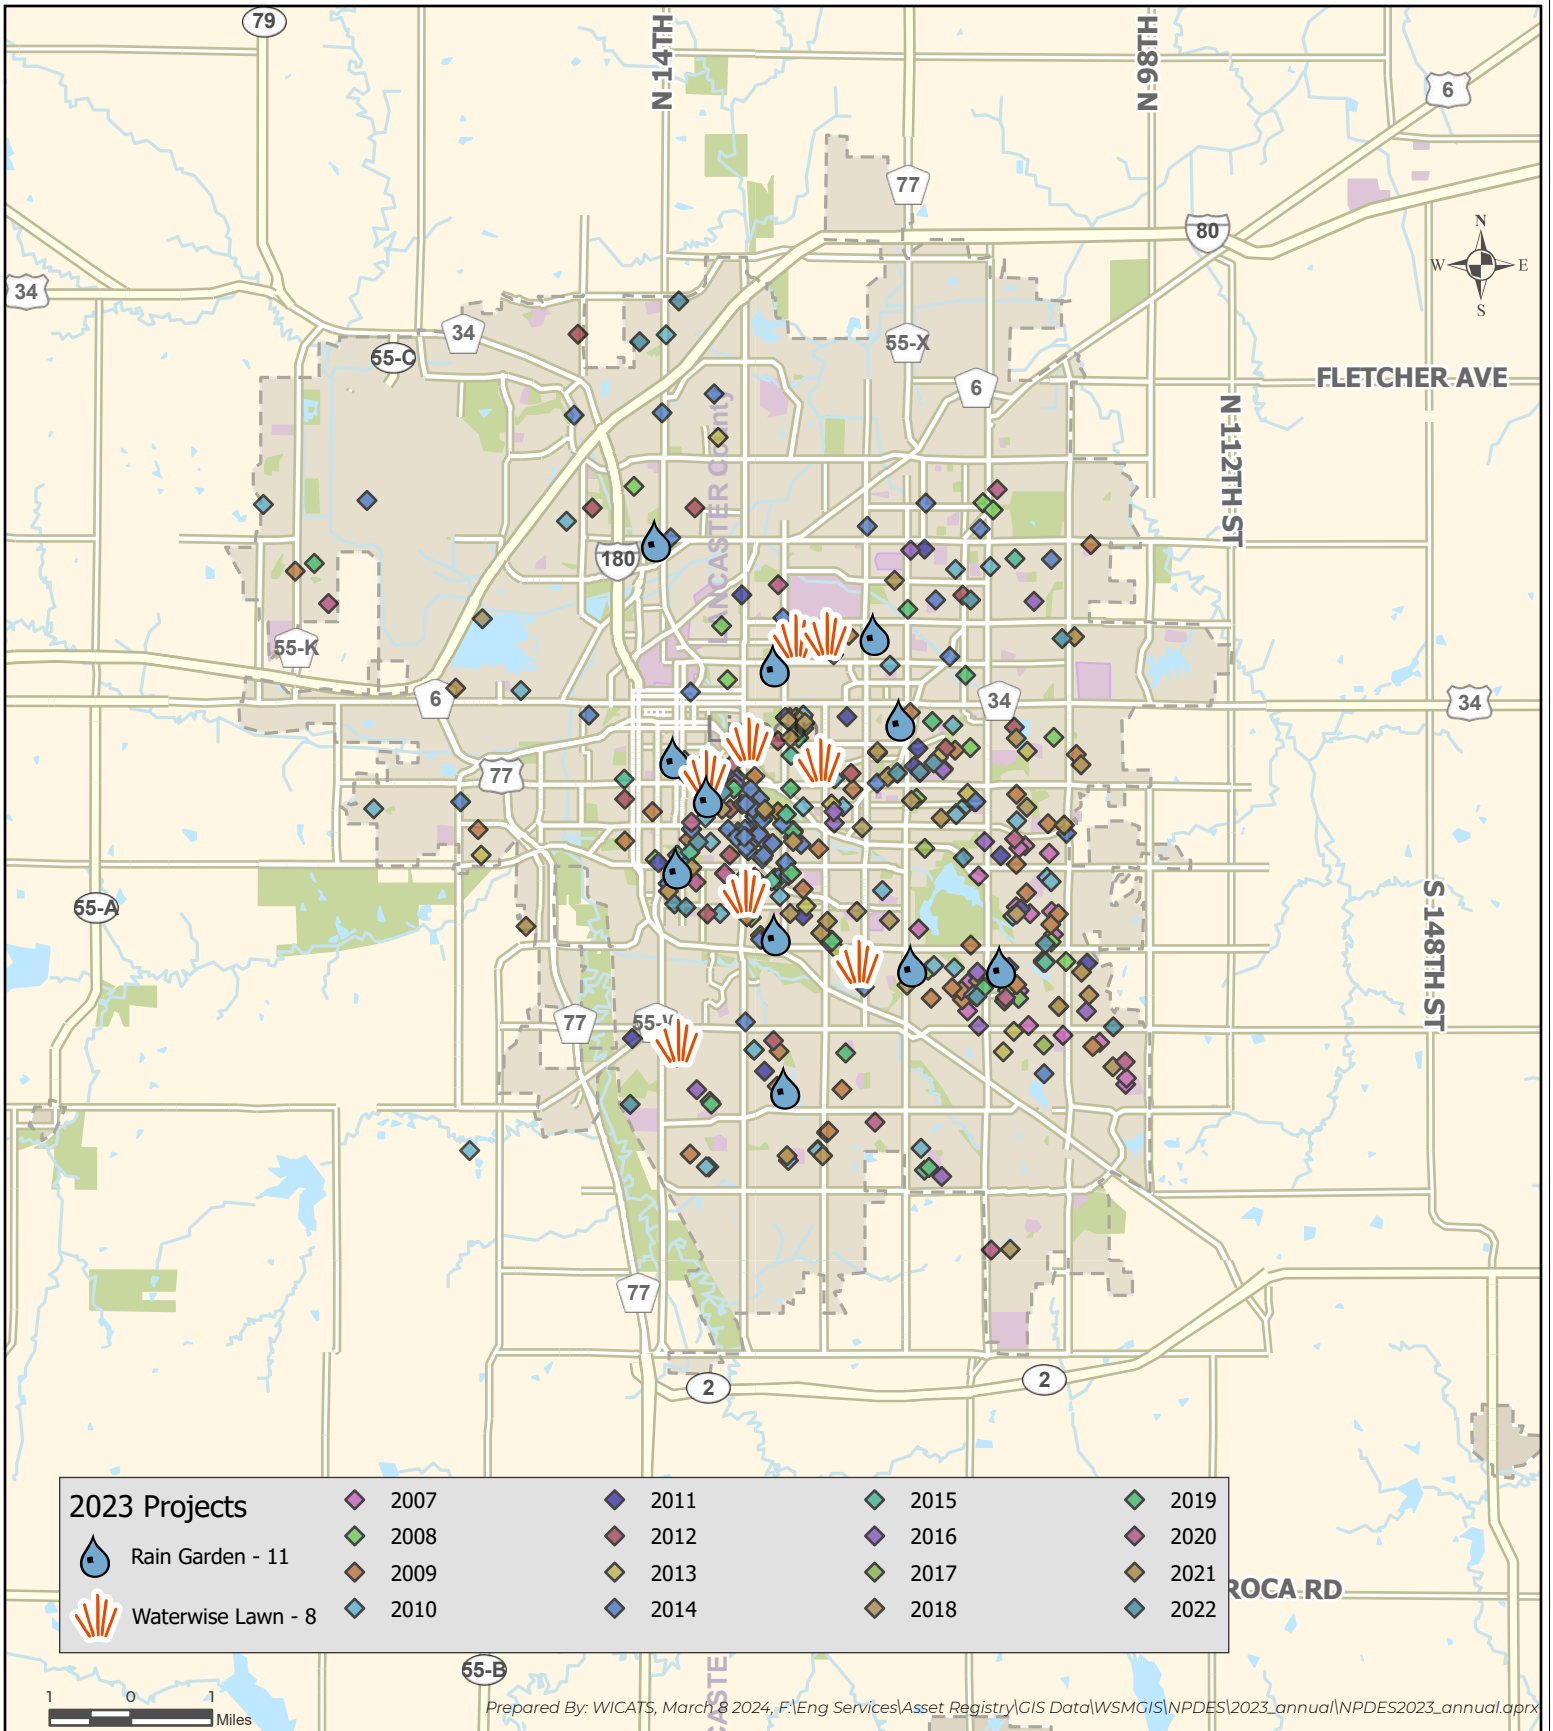 79
N 14TH
N 98TH
6
77
80
N
W E
S
34
34
55-C
55-X
6
FLETCHER AVE
N 112TH ST
LANCASTER County
180
55-K
6
34
34
77
55-A
S 148TH ST
77
55-
77
2
2
2023 Projects
Rain Garden - 11
Waterwise Lawn - 8
2007
2008
2009
2010
2011
2012
2013
2014
2015
2016
2017
2018
2019
2020
2021
2022
ROCA RD
55-B
CASTE
1 0 1
Miles
Prepared By: WICATS, March 8 2024, F:\Eng Services\Asset Registry\GIS Data\WSMGIS\NPDES\2023_annual\NPDES2023_annual.aprx